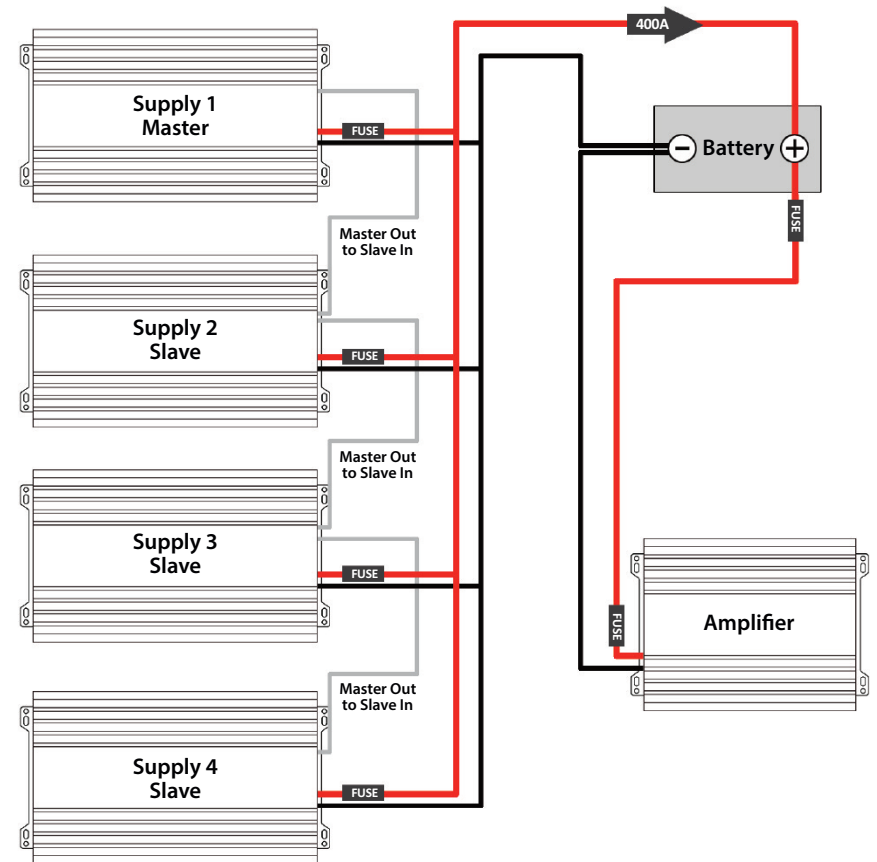 400A
Supply 1
Master
FUSE
Battery
FUSE
Master Out
to Slave In
Supply 2
Slave
FUSE
Master Out
to Slave In
Supply 3
Slave
FUSE
Amplifier
FUSE
Master Out
to Slave In
Supply 4
Slave
FUSE